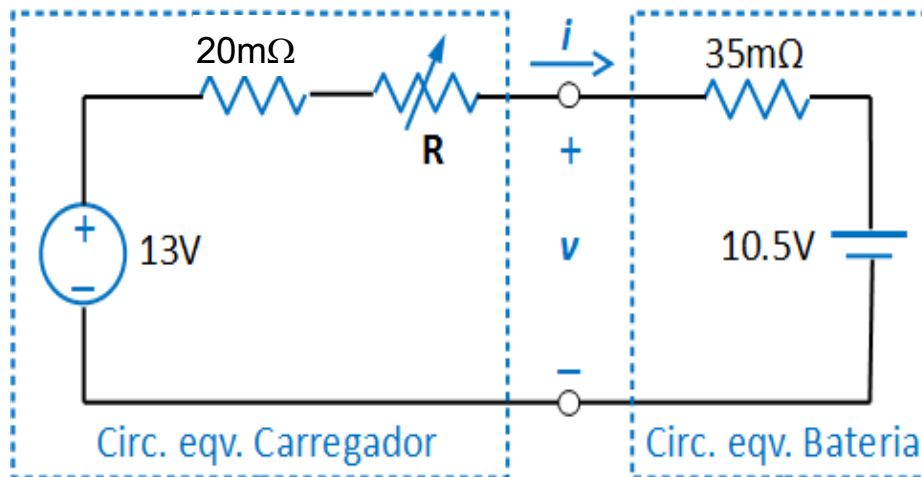 20mΩ
i
35mΩ
R
+
+
13V
v
10.5V
−
−
Circ. eqv. Carregador
Circ. eqv. Bateria